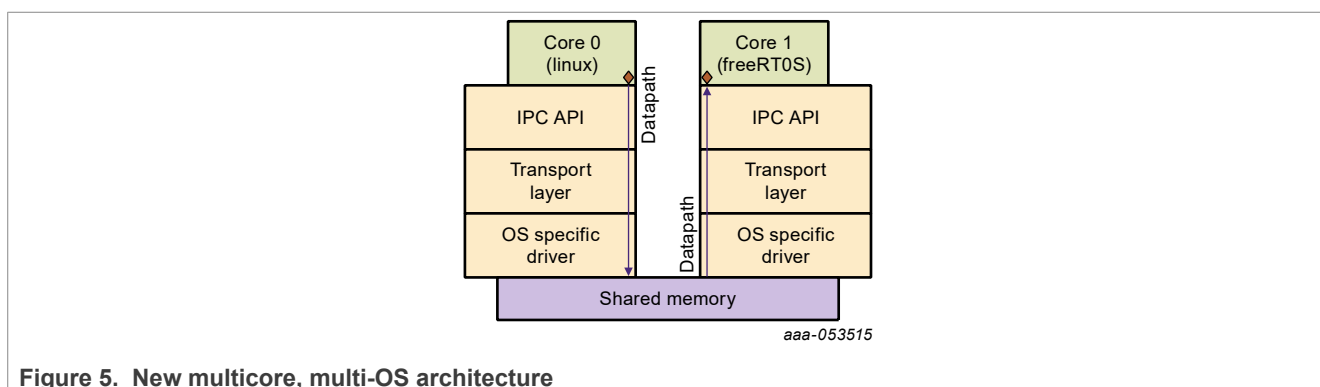 Core 0
(linux)
Core 1
(freeRT0S)
Datapath
IPC API
IPC API
Transport
layer
Transport
layer
Datapath
OS specific
driver
OS specific
driver
Shared memory
aaa-053515
Figure 5. New multicore, multi-OS architecture